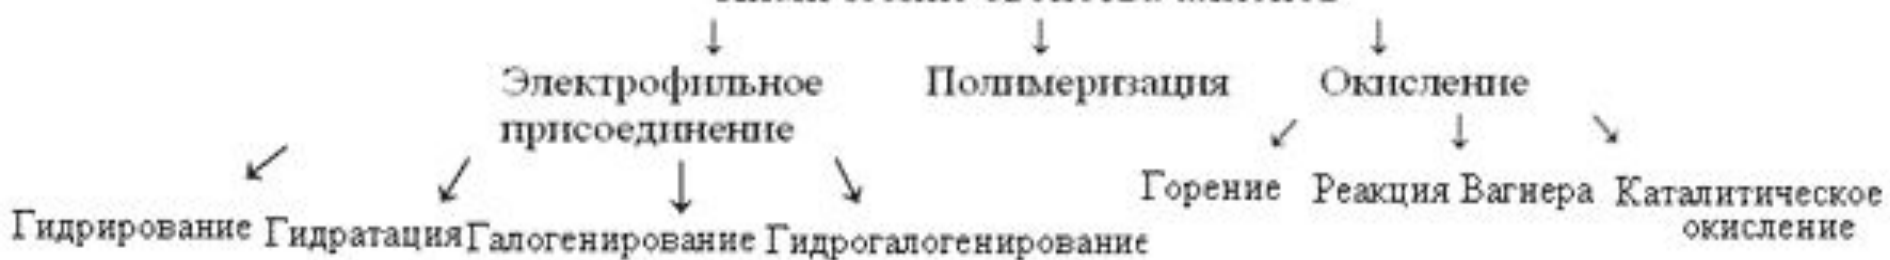 Электрофильное
присоединение
Полимеризация
Окисление
Гидрирование
Гидратация
Галогенирование
Гидрогалогенирование
Горение
Реакция Вагнера
Каталитическое
окисление